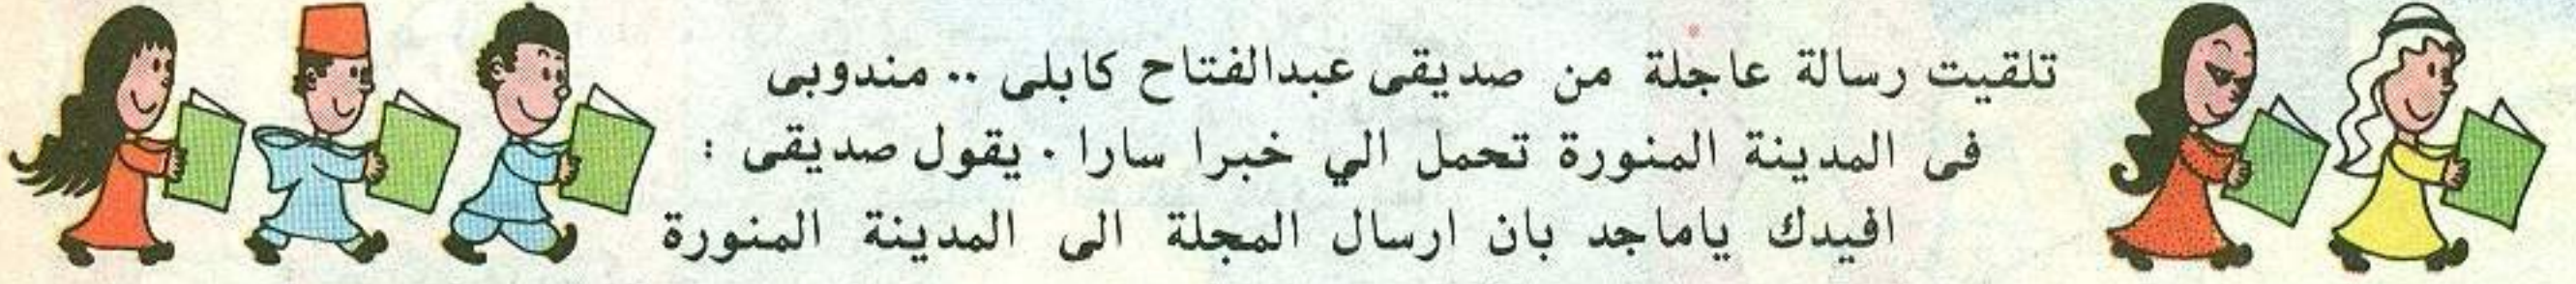 تلقيت رسالة عاجلة من صديقى عبدالفتاح كابلى .. مندوبى
فى المدينة المنورة تحمل الي خبرا سارا . يقول صديقى :
افيدك ياماجد بان ارسال المجلة الى المدينة المنورة